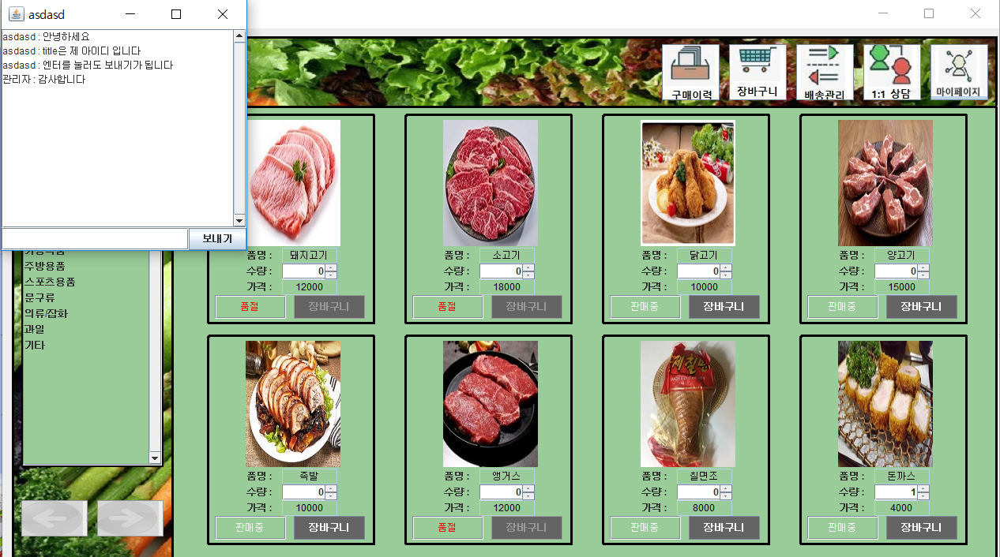 asdasd
asdasd : 안녕하세요
asdasd : title은 제 아이디 입니다
asdasd : 엔터를 눌러도 보내기가 됩니다
관리자 : 감사합니다
보내기
구매이력
장바구니
배송관리
1:1 상담
마이페이지
주방용품
스포츠용품
문구류
의류/잡화
과일
기타
품명 : 돼지고기
수량 : 0
가격 : 12000
품절 장바구니
품명 : 소고기
수량 : 0
가격 : 18000
품절 장바구니
품명 : 닭고기
수량 : 0
가격 : 10000
판매중 장바구니
품명 : 양고기
수량 : 0
가격 : 15000
판매중 장바구니
품명 : 족발
수량 : 0
가격 : 10000
판매중 장바구니
품명 : 앵거스
수량 : 0
가격 : 12000
품절 장바구니
품명 : 칠면조
수량 : 0
가격 : 8000
판매중 장바구니
품명 : 돈까스
수량 : 1
가격 : 4000
판매중 장바구니